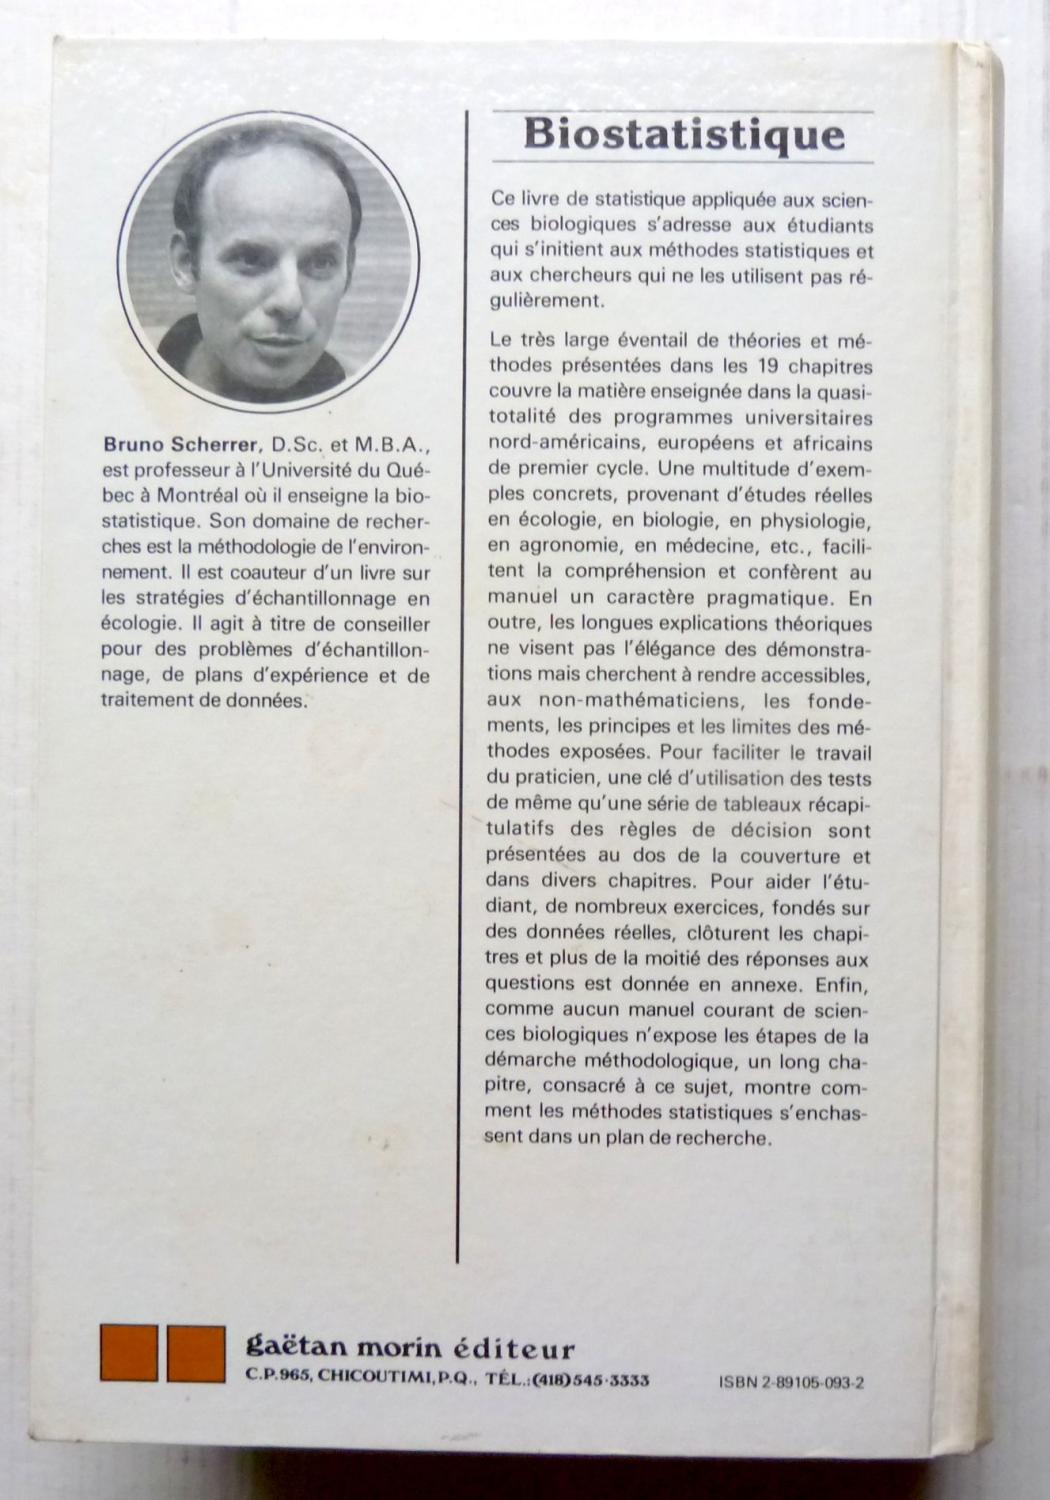 Bruno Scherrer, D.Sc. et M.B.A.,
est professeur à l'Université du Qué-
bec à Montréal où il enseigne la bio-
statistique. Son domaine de recher-
ches est la méthodologie de l'environ-
nement. Il est coauteur d'un livre sur
les stratégies d'échantillonnage en
écologie. Il agit à titre de conseiller
pour des problèmes d'échantillon-
nage, de plans d'expérience et de
traitement de données.
Biostatistique
Ce livre de statistique appliquée aux scien-
ces biologiques s'adresse aux étudiants
qui s'initient aux méthodes statistiques et
aux chercheurs qui ne les utilisent pas ré-
gulièrement.
Le très large éventail de théories et mé-
thodes présentées dans les 19 chapitres
couvre la matière enseignée dans la quasi-
totalité des programmes universitaires
nord-américains, européens et africains
de premier cycle. Une multitude d'exem-
ples concrets, provenant d'études réelles
en écologie, en biologie, en physiologie,
en agronomie, en médecine, etc., facili-
tent la compréhension et confèrent au
manuel un caractère pragmatique. En
outre, les longues explications théoriques
ne visent pas l'élégance des démonstra-
tions mais cherchent à rendre accessibles,
aux non-mathématiciens, les fonde-
ments, les principes et les limites des mé-
thodes exposées. Pour faciliter le travail
du praticien, une clé d'utilisation des tests
de même qu'une série de tableaux récapi-
tulatifs des règles de décision sont
présentées au dos de la couverture et
dans divers chapitres. Pour aider l'étu-
diant, de nombreux exercices, fondés sur
des données réelles, clôturent les chapi-
tres et plus de la moitié des réponses aux
questions est donnée en annexe. Enfin,
comme aucun manuel courant de scien-
ces biologiques n'expose les étapes de la
démarche méthodologique, un long cha-
pitre, consacré à ce sujet, montre com-
ment les méthodes statistiques s'enchas-
sent dans un plan de recherche.
gaëtan morin éditeur
C.P. 965, CHICOUTIMI, P.Q., TÉL.: (418) 545-3333
ISBN 2-89105-093-2